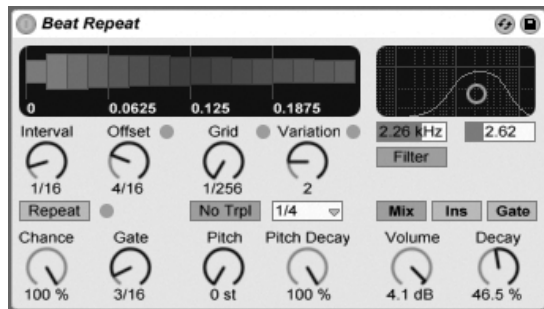 Beat Repeat
0 0.0625 0.125 0.1875
2.26 kHz 2.62
Filter
Interval Offset Grid Variation
1/16 4/16 1/256 2
Repeat No Trpl 1/4 Mix Ins Gate
Chance Gate Pitch Pitch Decay Volume Decay
100 % 3/16 0 st 100 % 4.1 dB 46.5 %